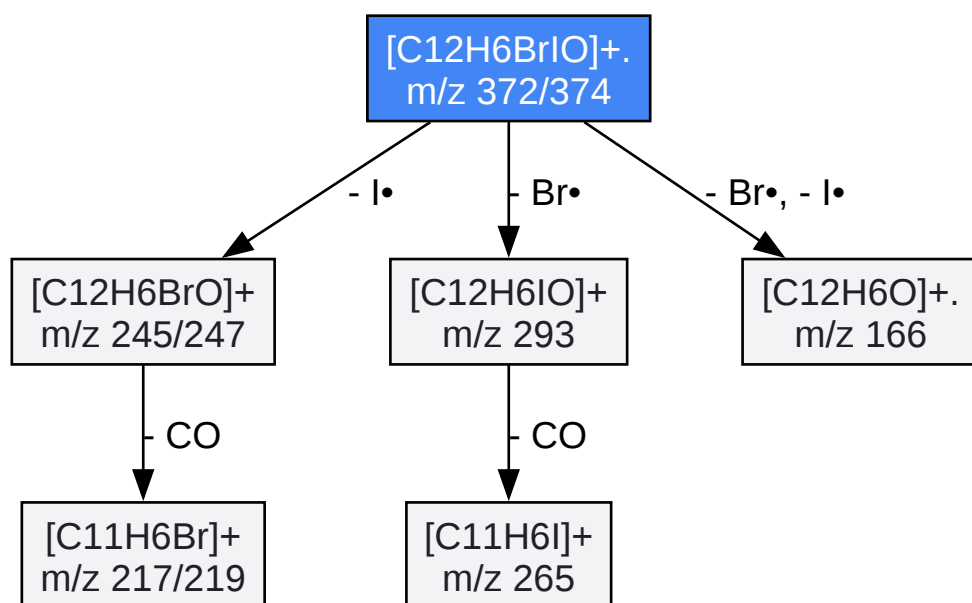 [C12H6BrIO]+.
m/z 372/374
- I•
- Br•
- Br•, - I•
[C12H6BrO]+
m/z 245/247
[C12H6IO]+
m/z 293
[C12H6O]+.
m/z 166
- CO
- CO
[C11H6Br]+
m/z 217/219
[C11H6I]+
m/z 265